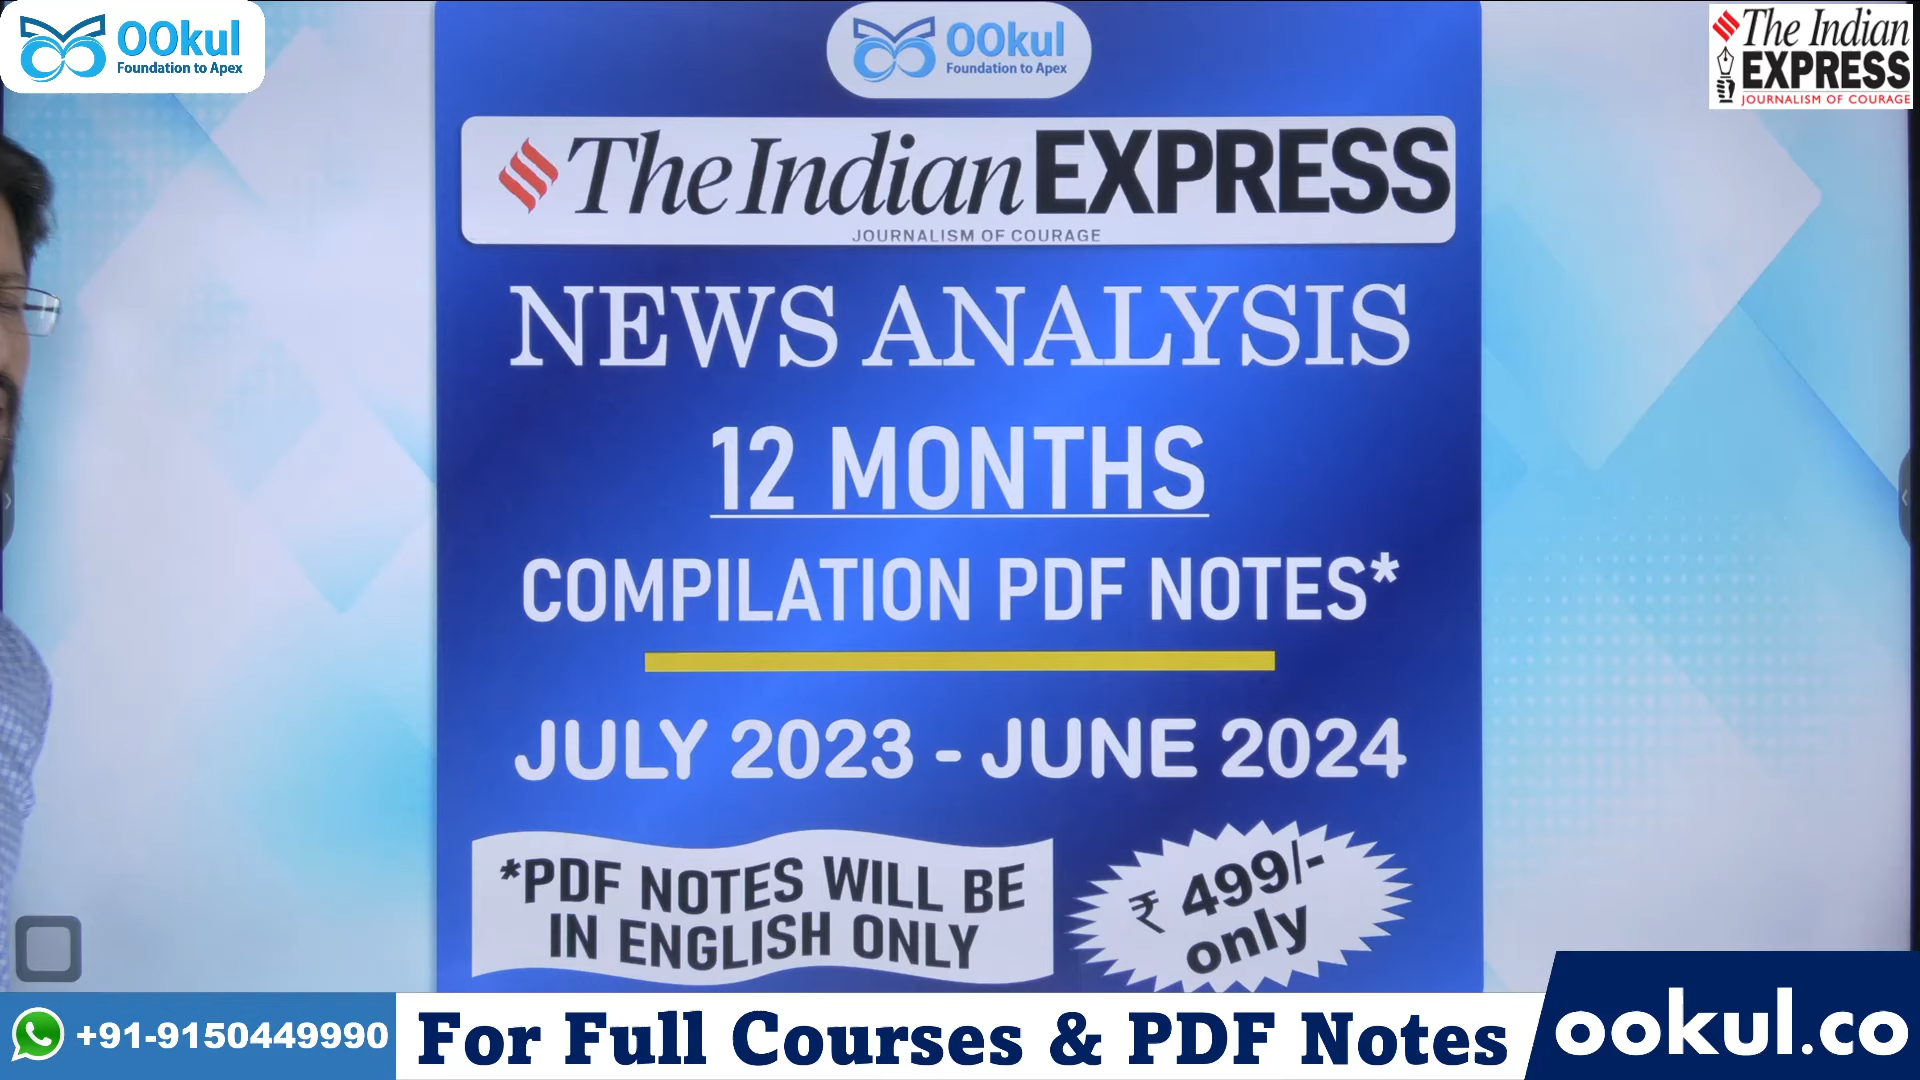 OOkul
Foundation to Apex
OOkul
Foundation to Apex
The Indian
EXPRESS
JOURNALISM OF COURAGE
The Indian EXPRESS
JOURNALISM OF COURAGE
NEWS ANALYSIS
12 MONTHS
COMPILATION PDF NOTES*
JULY 2023 - JUNE 2024
*PDF NOTES WILL BE
IN ENGLISH ONLY
₹ 499/-
only
+91-9150449990
For Full Courses & PDF Notes
ookul.co